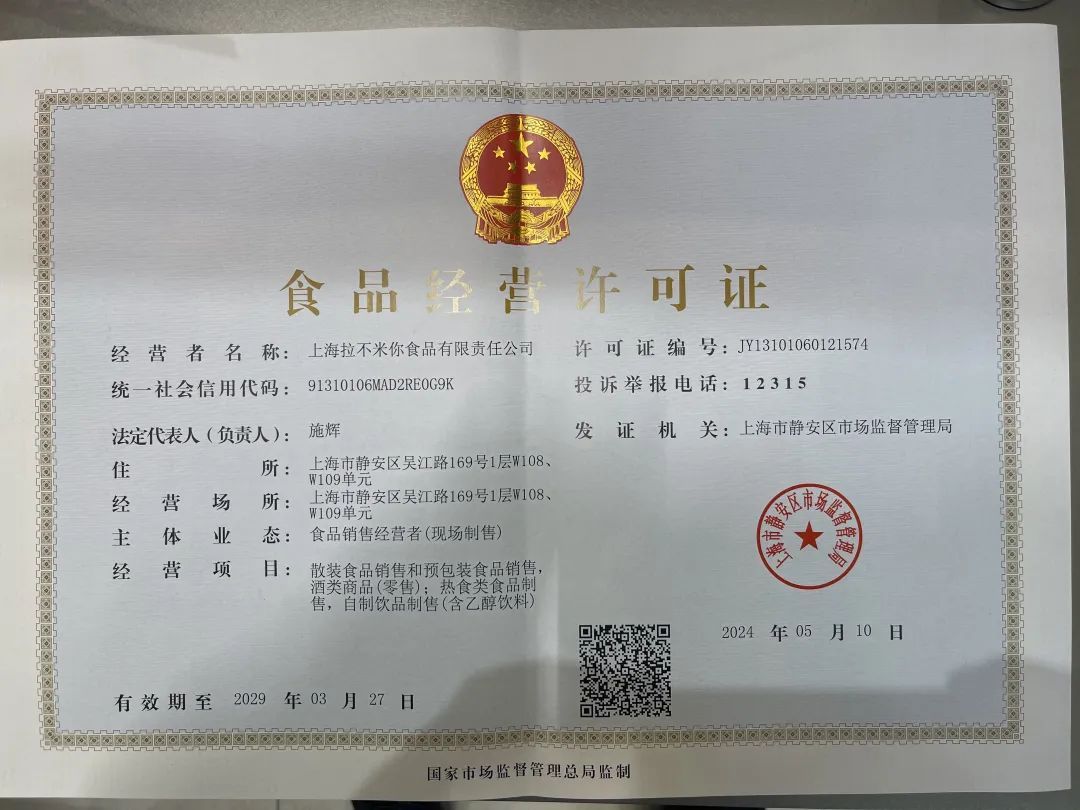 食品经营许可证
经营者名称：上海拉不米你食品有限责任公司
统一社会信用代码：91310106MAD2RE0G9K
法定代表人（负责人）：施辉
住所：上海市静安区吴江路169号1层W108、
W109单元
经营场所：上海市静安区吴江路169号1层W108、
W109单元
主体业态：食品销售经营者(现场制售)
经营项目：散装食品销售和预包装食品销售，
酒类商品(零售)；热食类食品制
售，自制饮品制售(含乙醇饮料)
有效期至 2029 年 03 月 27 日
许可证编号：JY13101060121574
投诉举报电话：12315
发证机关：上海市静安区市场监督管理局
上海市静安区市场监督管理局
2024 年 05 月 10 日
国家市场监督管理总局监制